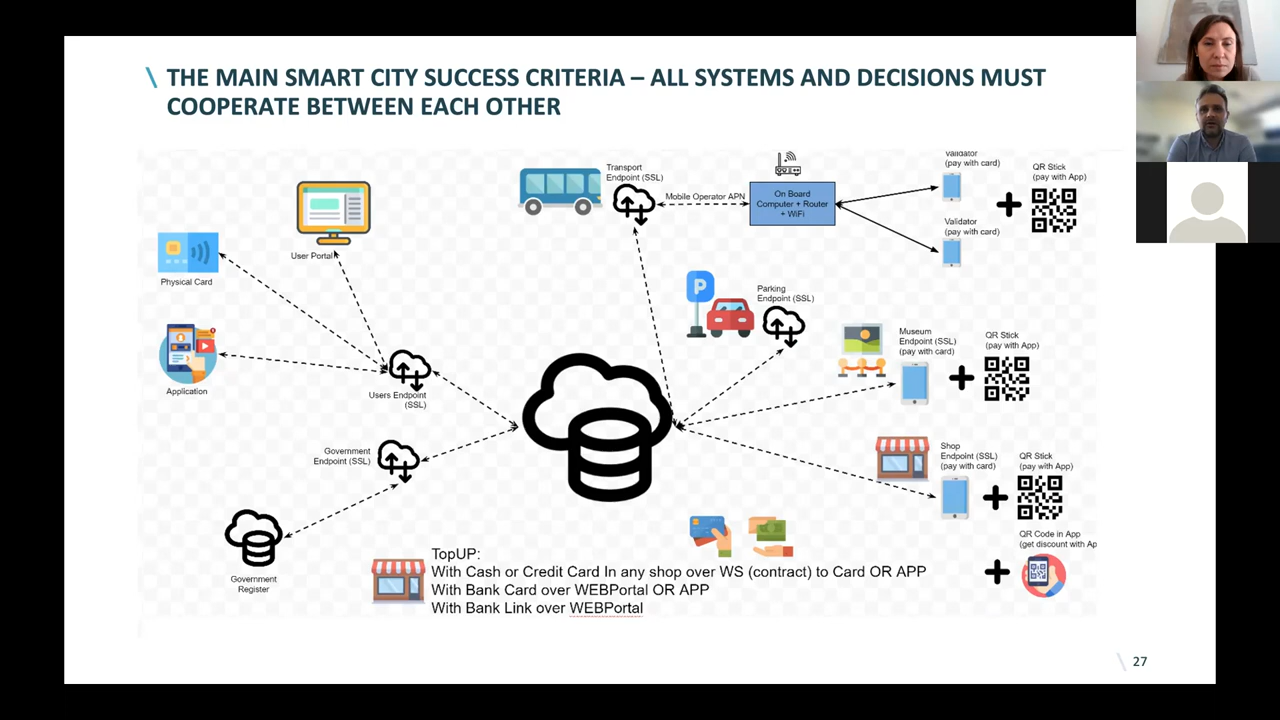 THE MAIN SMART CITY SUCCESS CRITERIA – ALL SYSTEMS AND DECISIONS MUST
COOPERATE BETWEEN EACH OTHER
Transport
Endpoint (SSL)
Mobile Operator APN
On Board
Computer + Router
+ WiFi
Validator
(pay with card)
QR Stick
(pay with App)
Validator
(pay with card)
User Portal
Physical Card
Application
Users Endpoint
(SSL)
P
Parking
Endpoint (SSL)
Museum
Endpoint (SSL)
(pay with card)
QR Stick
(pay with App)
Government
Endpoint (SSL)
Government
Register
Shop
Endpoint (SSL)
(pay with card)
QR Stick
(pay with App)
QR Code in App
(get discount with Ap
TopUP:
With Cash or Credit Card In any shop over WS (contract) to Card OR APP
With Bank Card over WEBPortal OR APP
With Bank Link over WEBPortal
27